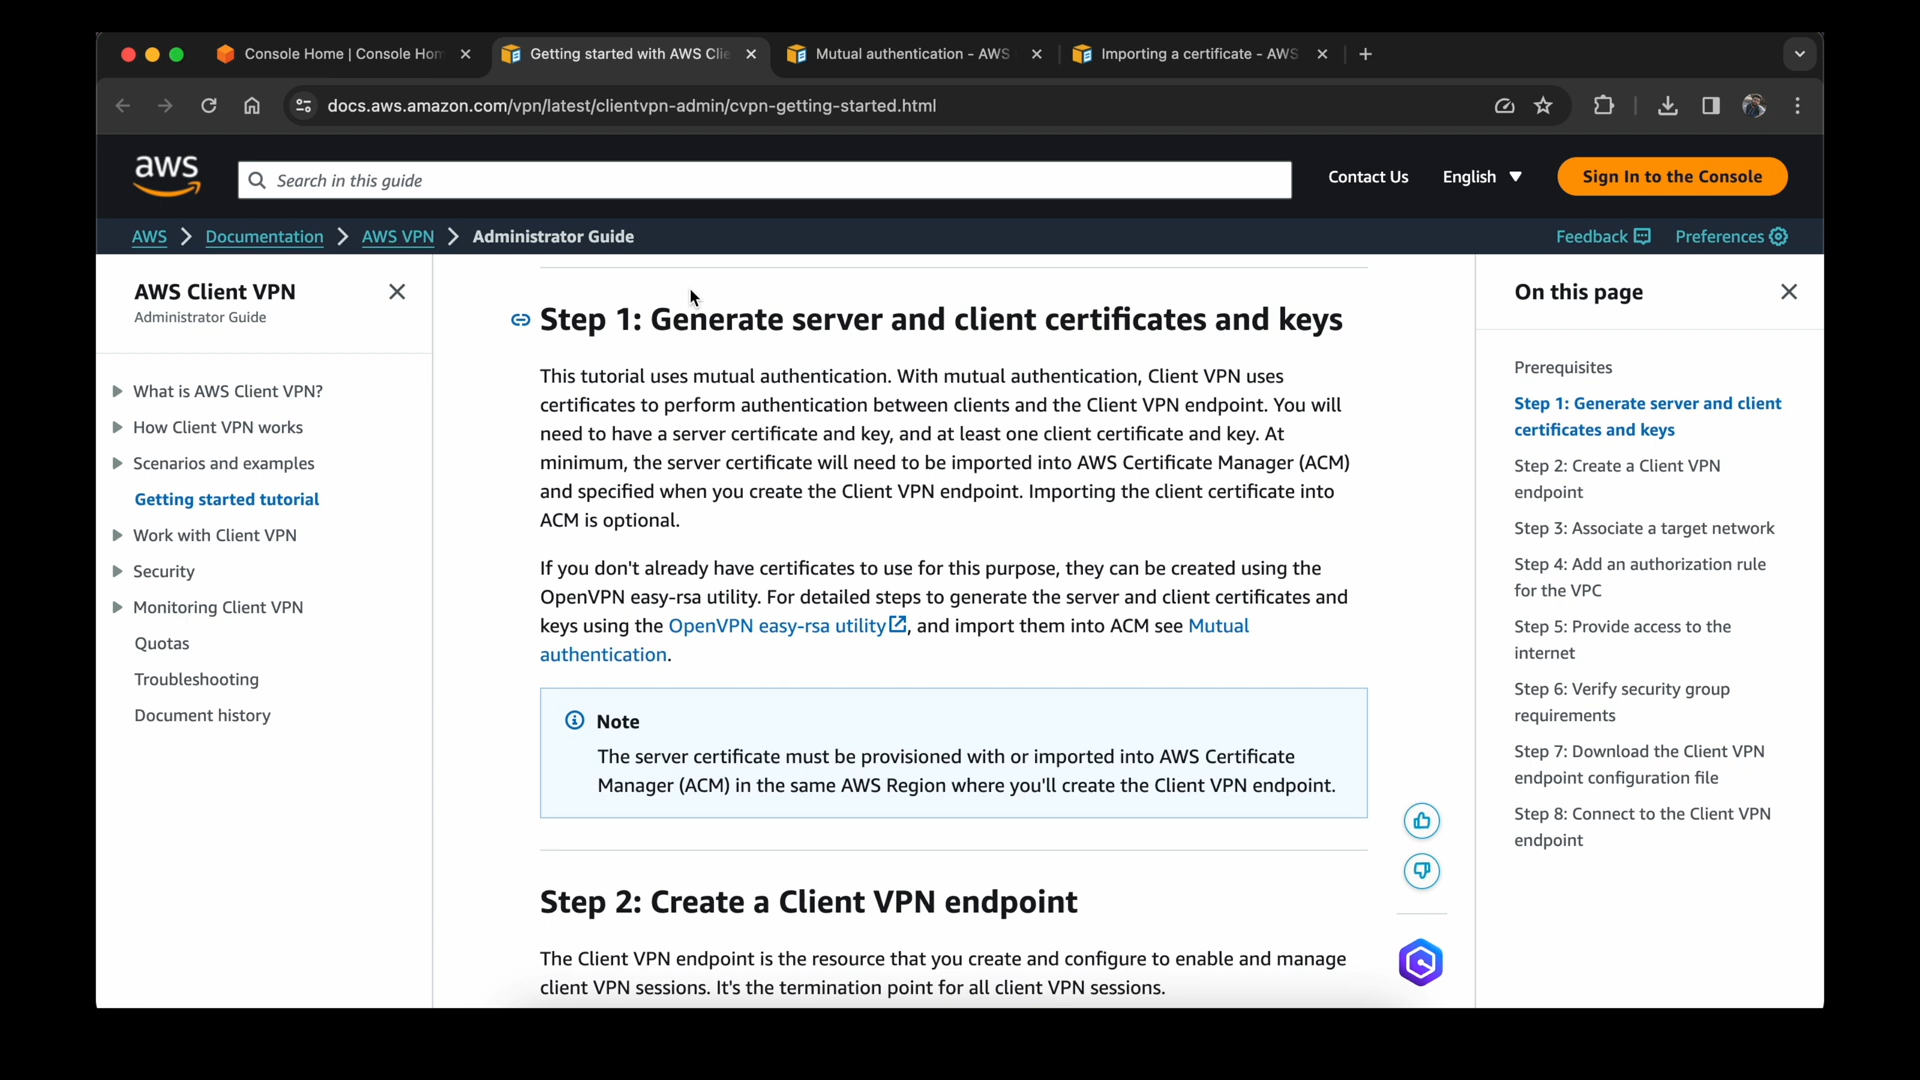 Console Home | Console Hom
Getting started with AWS Clie
Mutual authentication - AWS
Importing a certificate - AWS
docs.aws.amazon.com/vpn/latest/clientvpn-admin/cvpn-getting-started.html
aws
Search in this guide
Contact Us
English
Sign In to the Console
AWS
Documentation
AWS VPN
Administrator Guide
Feedback
Preferences
AWS Client VPN
Administrator Guide
What is AWS Client VPN?
How Client VPN works
Scenarios and examples
Getting started tutorial
Work with Client VPN
Security
Monitoring Client VPN
Quotas
Troubleshooting
Document history
Step 1: Generate server and client certificates and keys
This tutorial uses mutual authentication. With mutual authentication, Client VPN uses
certificates to perform authentication between clients and the Client VPN endpoint. You will
need to have a server certificate and key, and at least one client certificate and key. At
minimum, the server certificate will need to be imported into AWS Certificate Manager (ACM)
and specified when you create the Client VPN endpoint. Importing the client certificate into
ACM is optional.
If you don't already have certificates to use for this purpose, they can be created using the
OpenVPN easy-rsa utility. For detailed steps to generate the server and client certificates and
keys using the OpenVPN easy-rsa utility, and import them into ACM see Mutual
authentication.
Note
The server certificate must be provisioned with or imported into AWS Certificate
Manager (ACM) in the same AWS Region where you'll create the Client VPN endpoint.
Step 2: Create a Client VPN endpoint
The Client VPN endpoint is the resource that you create and configure to enable and manage
client VPN sessions. It's the termination point for all client VPN sessions.
On this page
Prerequisites
Step 1: Generate server and client
certificates and keys
Step 2: Create a Client VPN
endpoint
Step 3: Associate a target network
Step 4: Add an authorization rule
for the VPC
Step 5: Provide access to the
internet
Step 6: Verify security group
requirements
Step 7: Download the Client VPN
endpoint configuration file
Step 8: Connect to the Client VPN
endpoint